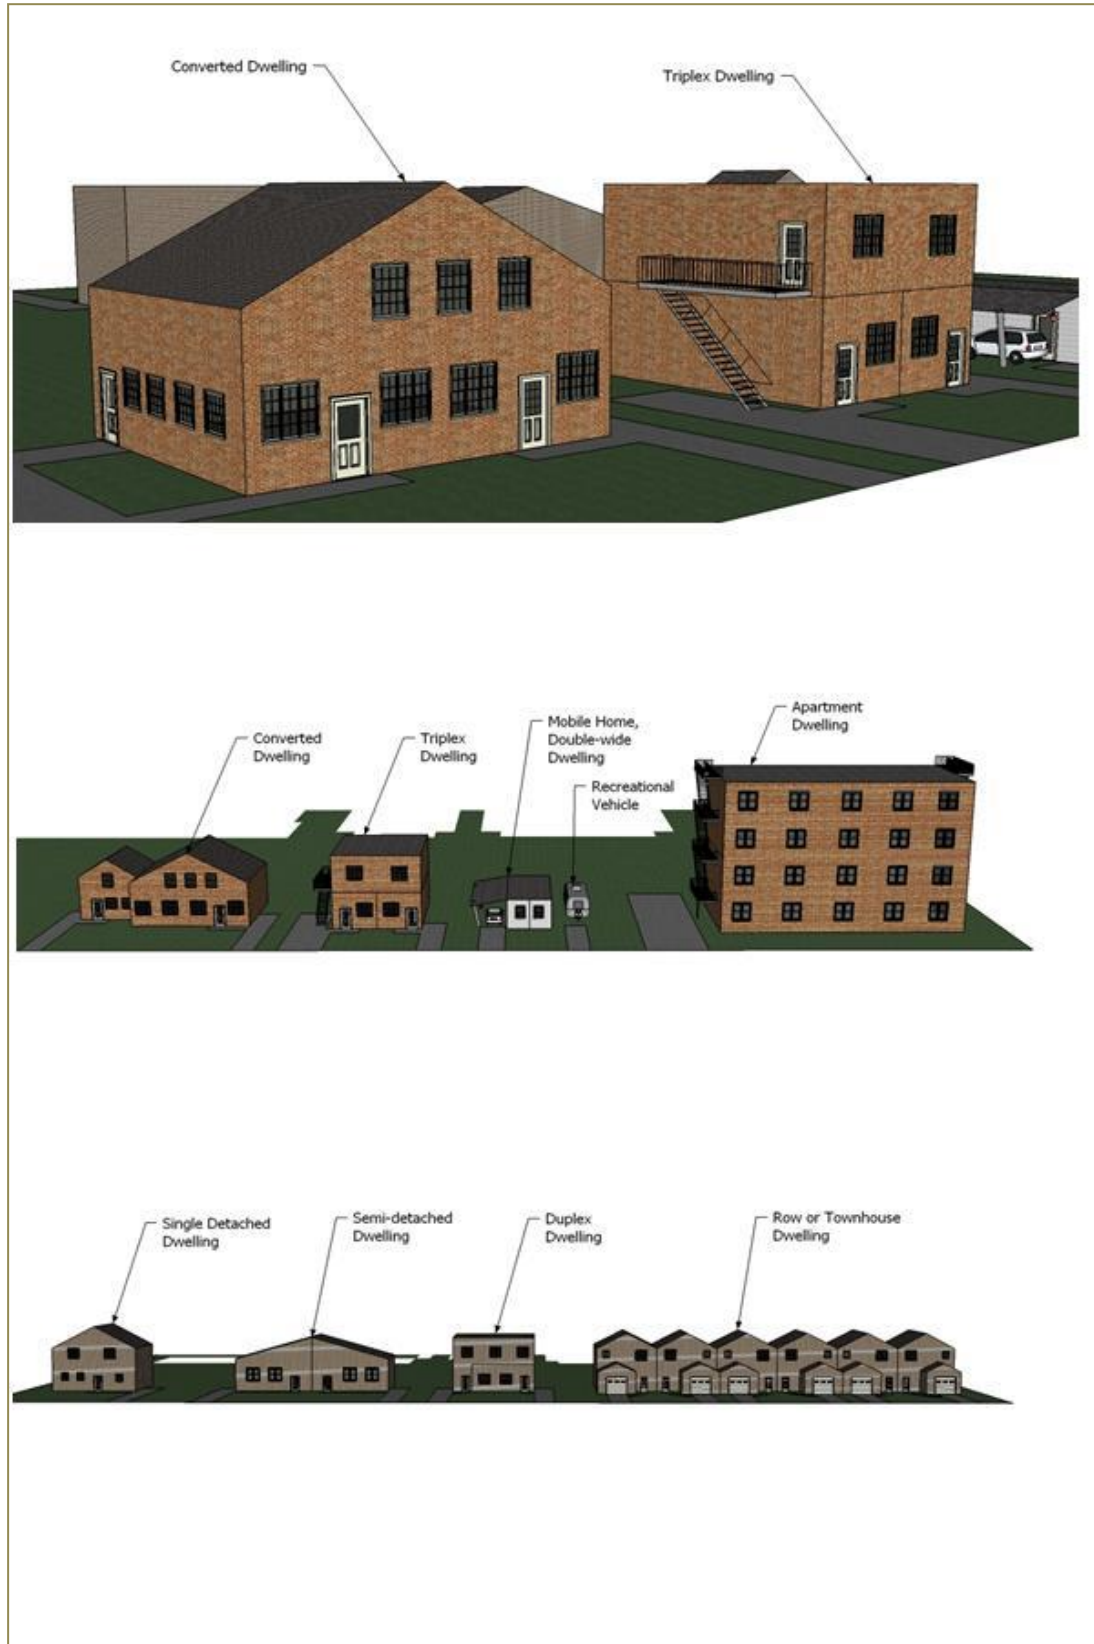 Converted Dwelling
Triplex Dwelling
Apartment
Dwelling
Mobile Home,
Double-wide
Dwelling
Converted
Dwelling
Triplex
Dwelling
Recreational
Vehicle
Single Detached
Dwelling
Semi-detached
Dwelling
Duplex
Dwelling
Row or Townhouse
Dwelling